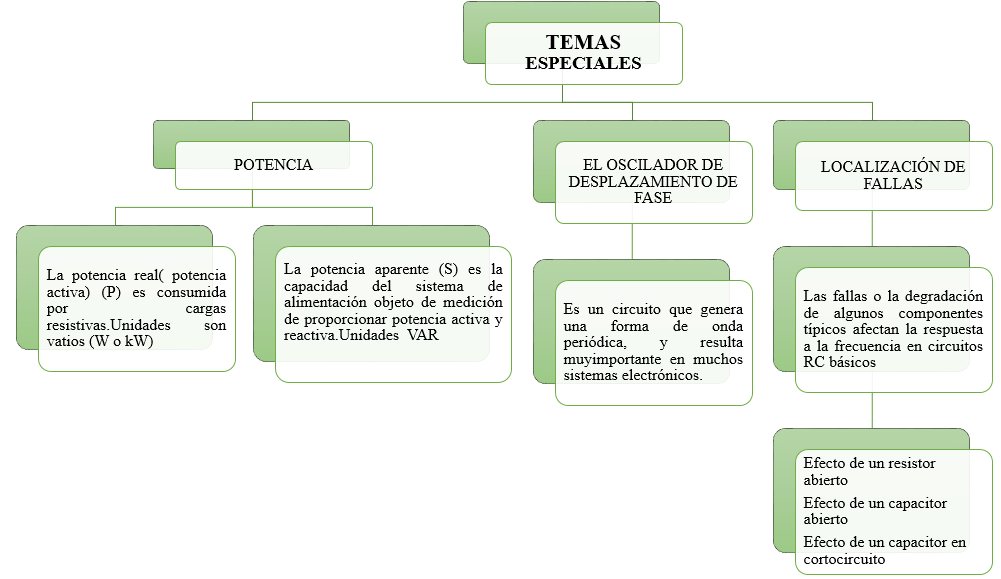 TEMAS
ESPECIALES
POTENCIA
La potencia real( potencia
activa) (P) es consumida
por cargas
resistivas.Unidades son
vatios (W o kW)
La potencia aparente (S) es la
capacidad del sistema de
alimentación objeto de medición
de proporcionar potencia activa y
reactiva.Unidades VAR
EL OSCILADOR DE
DESPLAZAMIENTO DE
FASE
Es un circuito que genera
una forma de onda
periódica, y resulta
muyimportante en muchos
sistemas electrónicos.
LOCALIZACIÓN DE
FALLAS
Las fallas o la degradación
de algunos componentes
típicos afectan la respuesta
a la frecuencia en circuitos
RC básicos
Efecto de un resistor
abierto
Efecto de un capacitor
abierto
Efecto de un capacitor en
cortocircuito